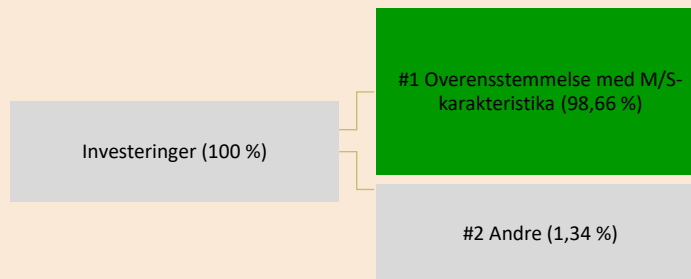 #1 Overensstemmelse med M/S-
karakteristika (98,66 %)
Investeringer (100 %)
#2 Andre (1,34 %)